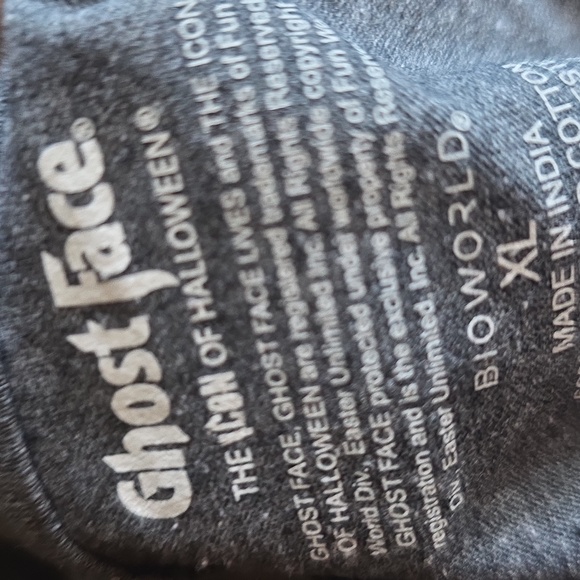 Ghost Face®
THE ICON OF HALLOWEEN®
GHOST FACE, GHOST FACE LIVES and THE ICON
OF HALLOWEEN are registered trademarks of Fun
World Div., Easter Unlimited Inc. All Rights Reserved
GHOST FACE protected under worldwide copyright
registration and is the exclusive property of Fun
Div. Easter Unlimited, Inc. All Rights
BIOWORLD®
XL
MADE IN INDIA
COTTON